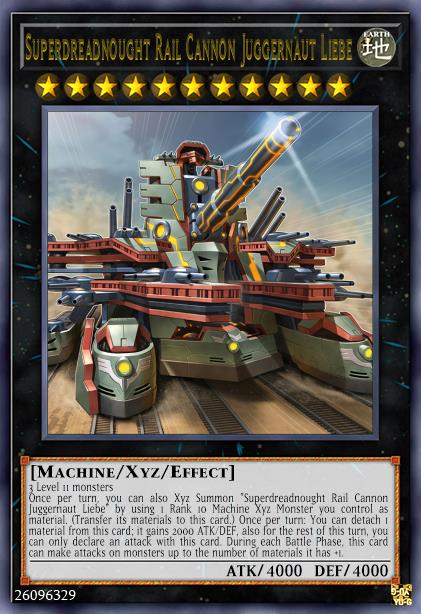 Superdreadnought Rail Cannon Juggernaut Liebe
EARTH
地
[Machine/Xyz/Effect]
3 Level 11 monsters
Once per turn, you can also Xyz Summon "Superdreadnought Rail Cannon
Juggernaut Liebe" by using 1 Rank 10 Machine Xyz Monster you control as
material. (Transfer its materials to this card.) Once per turn: You can detach 1
material from this card; it gains 2000 ATK/DEF, also for the rest of this turn, you
can only declare an attack with this card. During each Battle Phase, this card
can make attacks on monsters up to the number of materials it has +1.
ATK/4000 DEF/4000
26096329